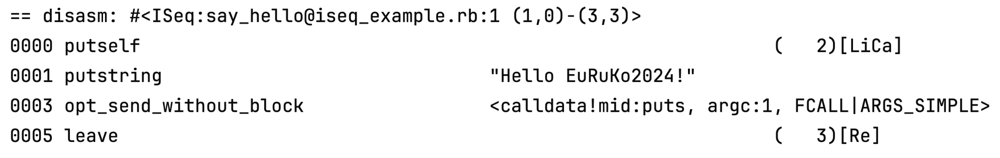 == disasm: #<ISeq:say_hello@iseq_example.rb:1 (1,0)-(3,3)>
0000 putself                                                          (   2)[LiCa]
0001 putstring                              "Hello EuRuKo2024!"
0003 opt_send_without_block                 <calldata!mid:puts, argc:1, FCALL|ARGS_SIMPLE>
0005 leave                                                            (   3)[Re]